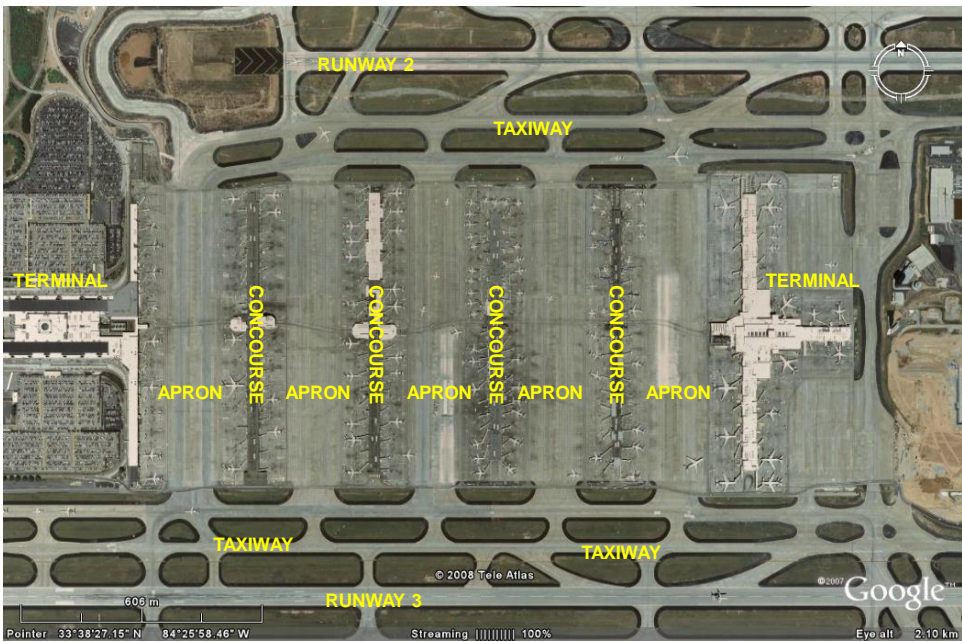 N
RUNWAY 2
TAXIWAY
TERMINAL
TERMINAL
CONCOURSE
CONCOURSE
CONCOURSE
CONCOURSE
APRON
APRON
APRON
APRON
APRON
TAXIWAY
TAXIWAY
© 2008 Tele Atlas
©2007 Google
606 m
RUNWAY 3
Pointer 33°38'27.15" N 84°25'58.46" W Streaming ||||||||| 100% Eye alt 2.10 km